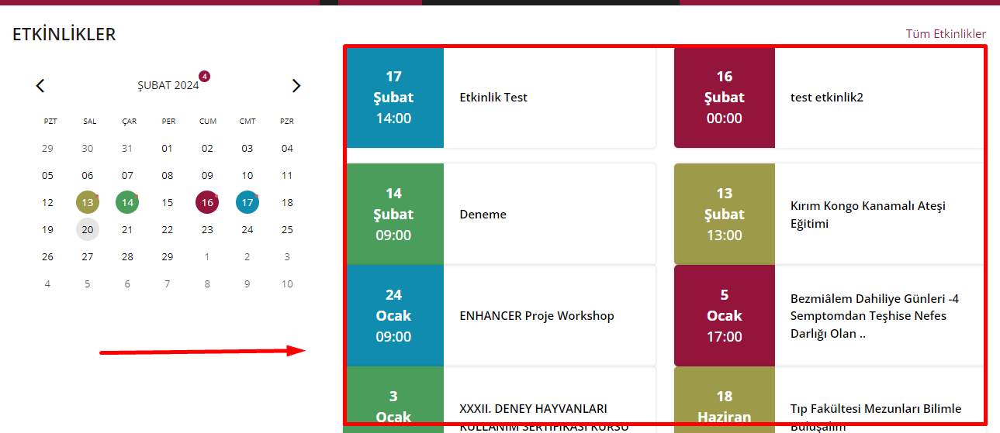 ETKİNLİKLER
Tüm Etkinlikler
ŞUBAT 2024
4
PZT SAL ÇAR PER CUM CMT PZR
29 30 31 01 02 03 04
05 06 07 08 09 10 11
12 13 14 15 16 17 18
19 20 21 22 23 24 25
26 27 28 29 1 2 3
4 5 6 7 8 9 10
17
Şubat
14:00
Etkinlik Test
16
Şubat
00:00
test etkinlik2
14
Şubat
09:00
Deneme
13
Şubat
13:00
Kırım Kongo Kanamalı Ateşi
Eğitimi
24
Ocak
09:00
ENHANCER Proje Workshop
5
Ocak
17:00
Bezmiâlem Dahiliye Günleri -4
Semptomdan Teşhise Nefes
Darlığı Olan ..
3
Ocak
XXXII. DENEY HAYVANLARI
KULLANIM SERTİFİKASI KURSU
18
Haziran
Tıp Fakültesi Mezunları Bilimle
Buluşalım